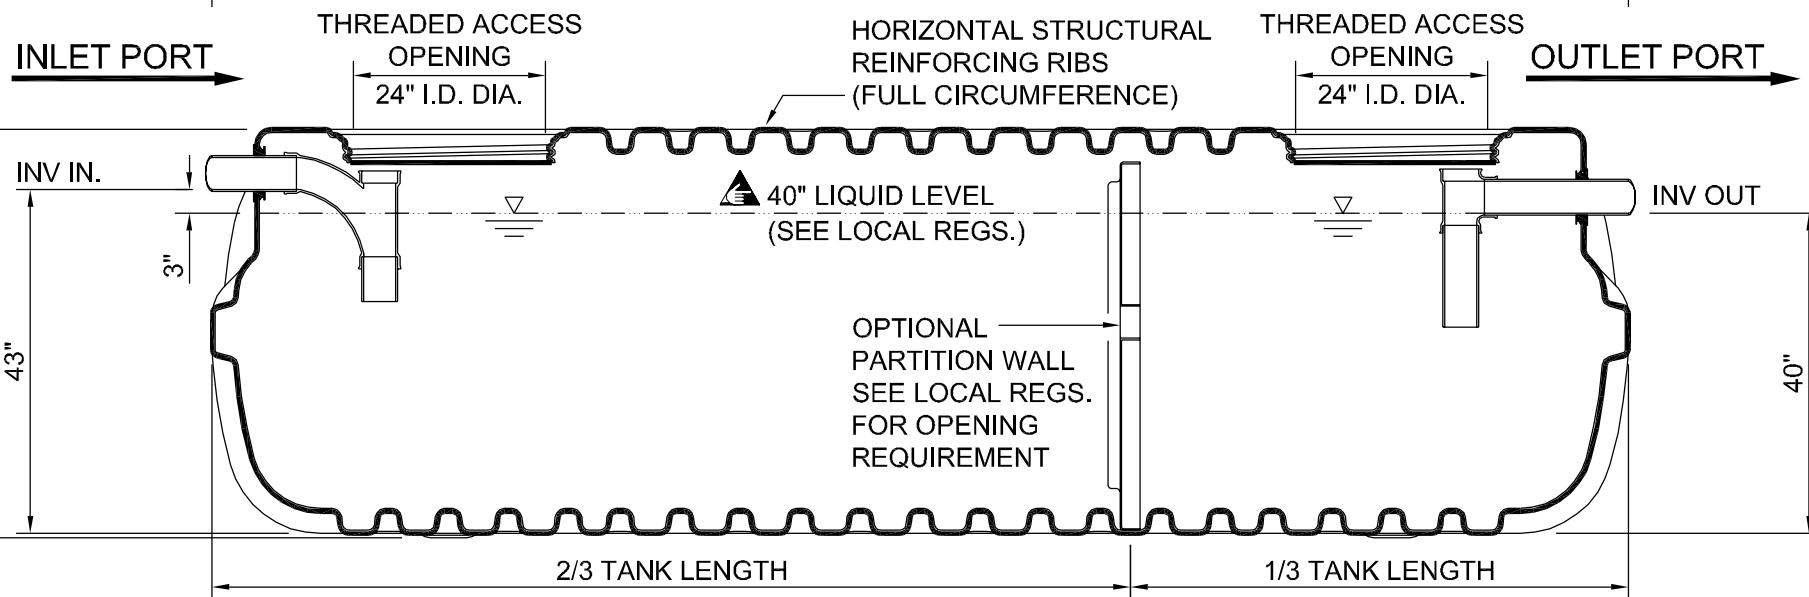 INLET PORT
THREADED ACCESS
OPENING
24" I.D. DIA.
HORIZONTAL STRUCTURAL
REINFORCING RIBS
(FULL CIRCUMFERENCE)
THREADED ACCESS
OPENING
24" I.D. DIA.
OUTLET PORT
INV IN.
3"
43"
40" LIQUID LEVEL
(SEE LOCAL REGS.)
INV OUT
40"
OPTIONAL
PARTITION WALL
SEE LOCAL REGS.
FOR OPENING
REQUIREMENT
2/3 TANK LENGTH
1/3 TANK LENGTH